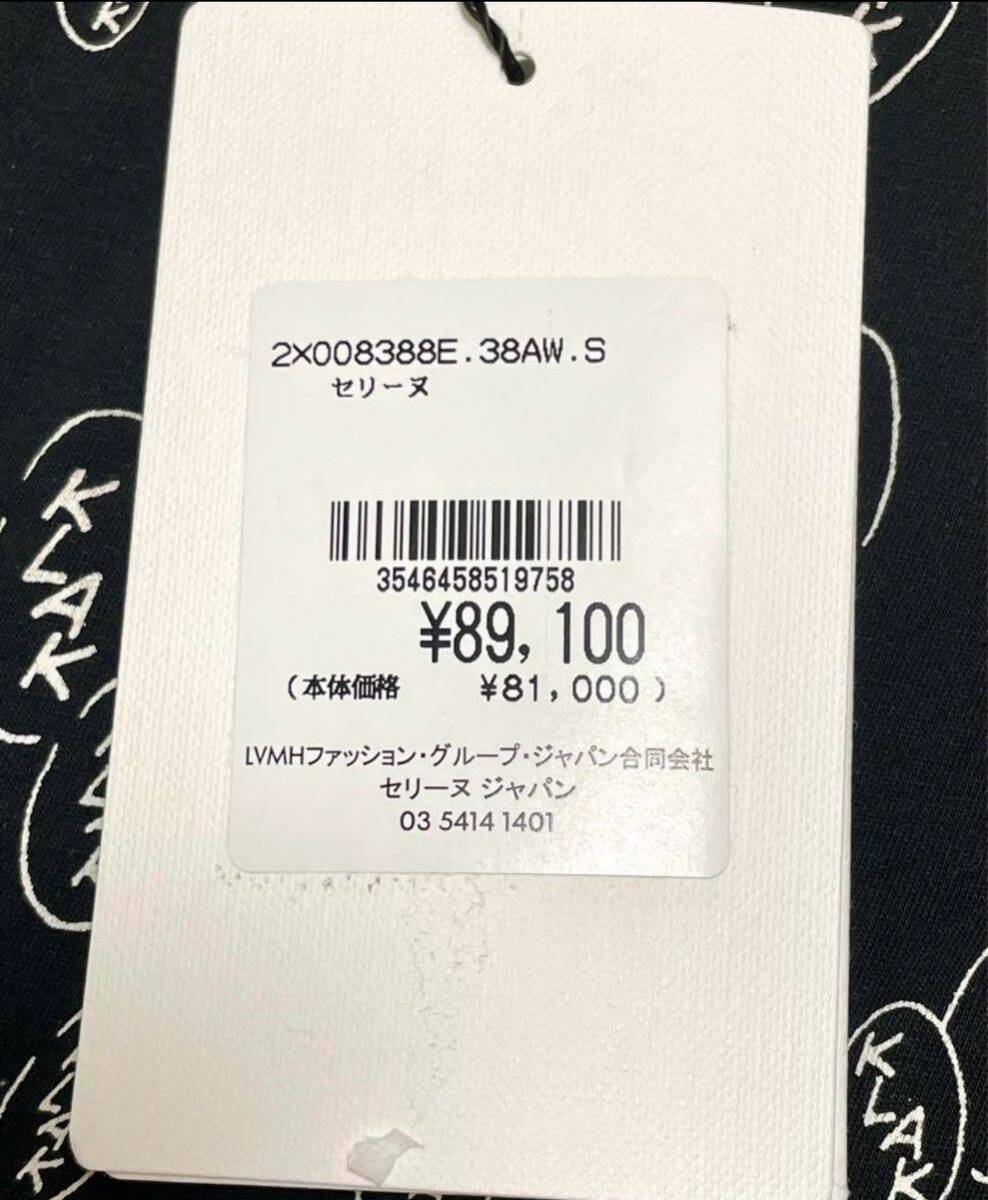 2X008388E.38AW.S
セリーヌ
3546458519758
¥89,100
(本体価格 ¥81,000)
LVMHファッション・グループ・ジャパン合同会社
セリーヌ ジャパン
03 5414 1401
KLAK
KLAK